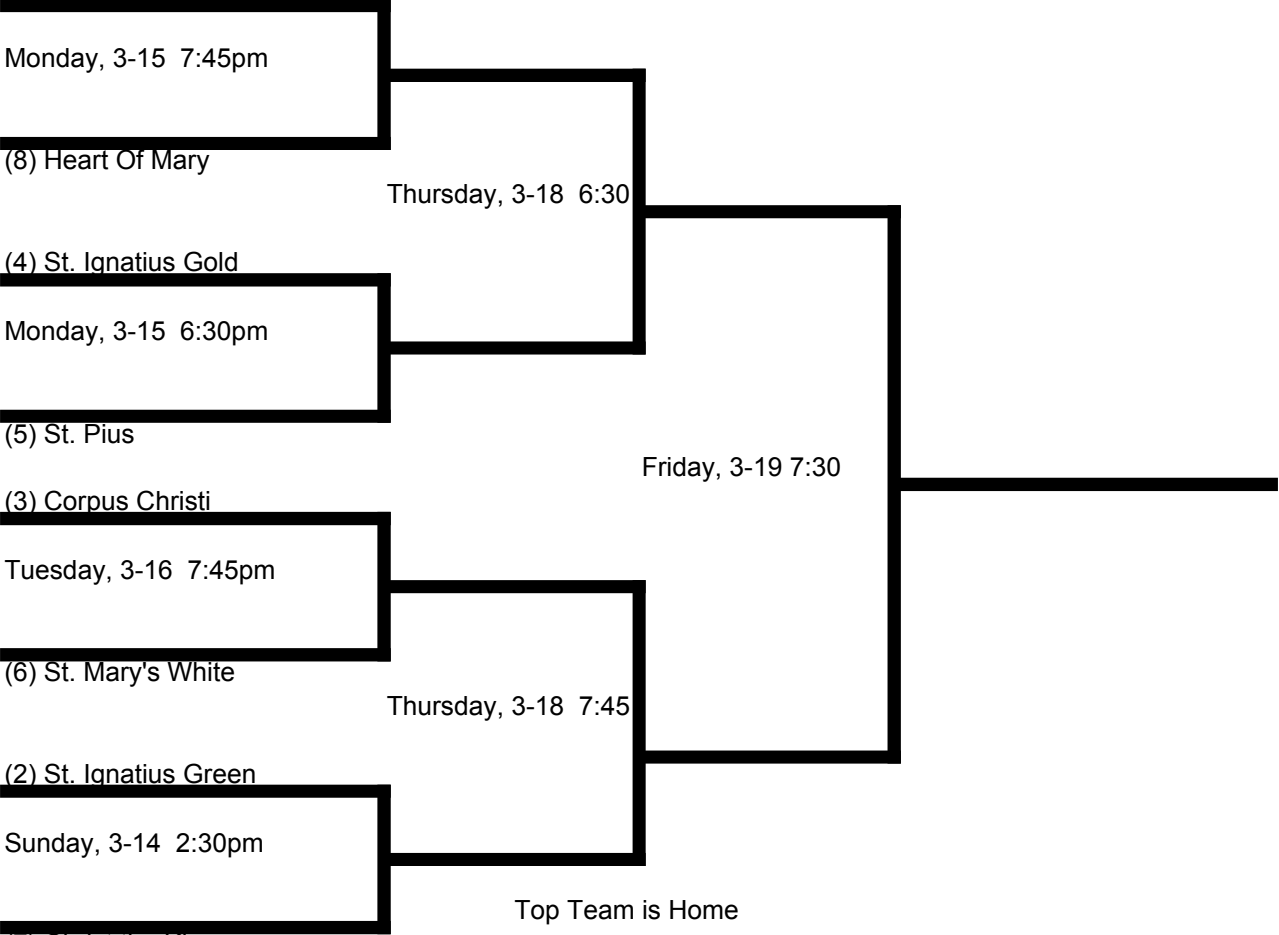 Monday, 3-15 7:45pm
(8) Heart Of Mary
Thursday, 3-18 6:30
(4) St. Ignatius Gold
Monday, 3-15 6:30pm
(5) St. Pius
Friday, 3-19 7:30
(3) Corpus Christi
Tuesday, 3-16 7:45pm
(6) St. Mary's White
Thursday, 3-18 7:45
(2) St. Ignatius Green
Sunday, 3-14 2:30pm
Top Team is Home